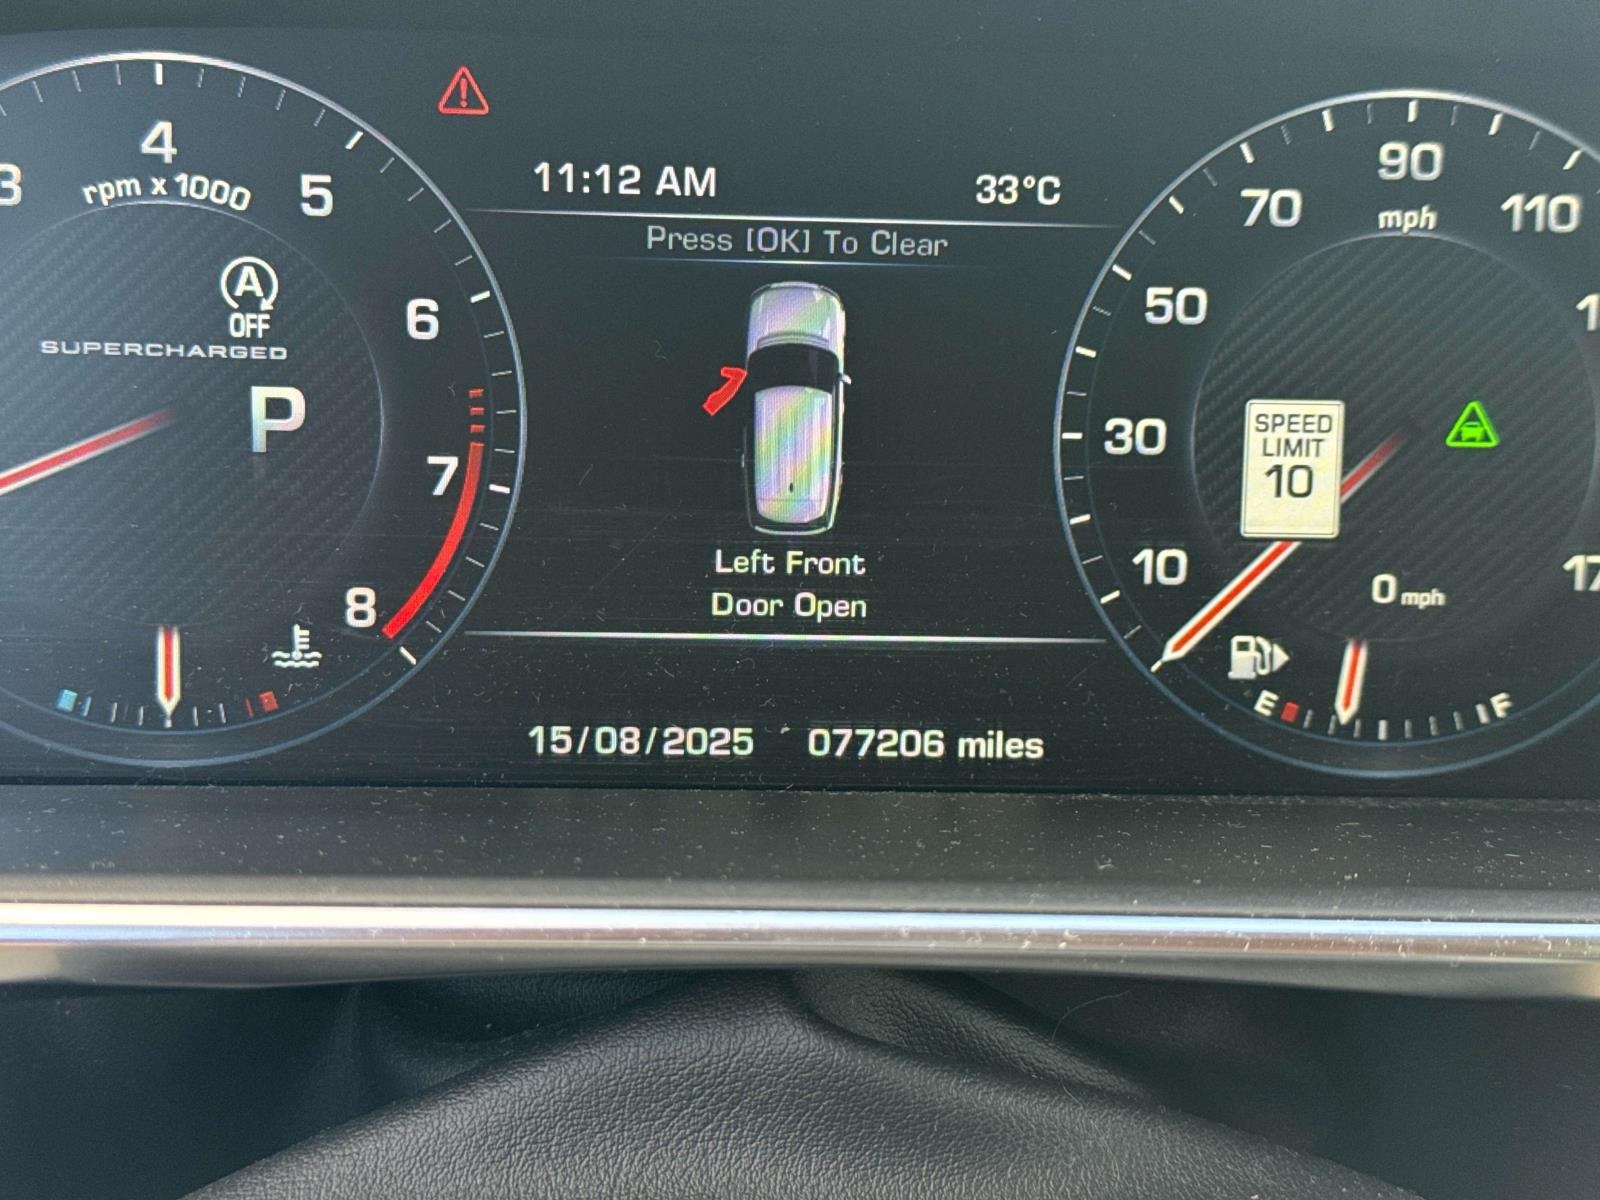 3
4
5
6
7
8
rpm x 1000
A
OFF
SUPERCHARGED
P
11:12 AM
33°C
Press [OK] To Clear
Left Front
Door Open
15/08/2025
077206 miles
10
30
50
70
90
110
mph
SPEED
LIMIT
10
0 mph
E
F